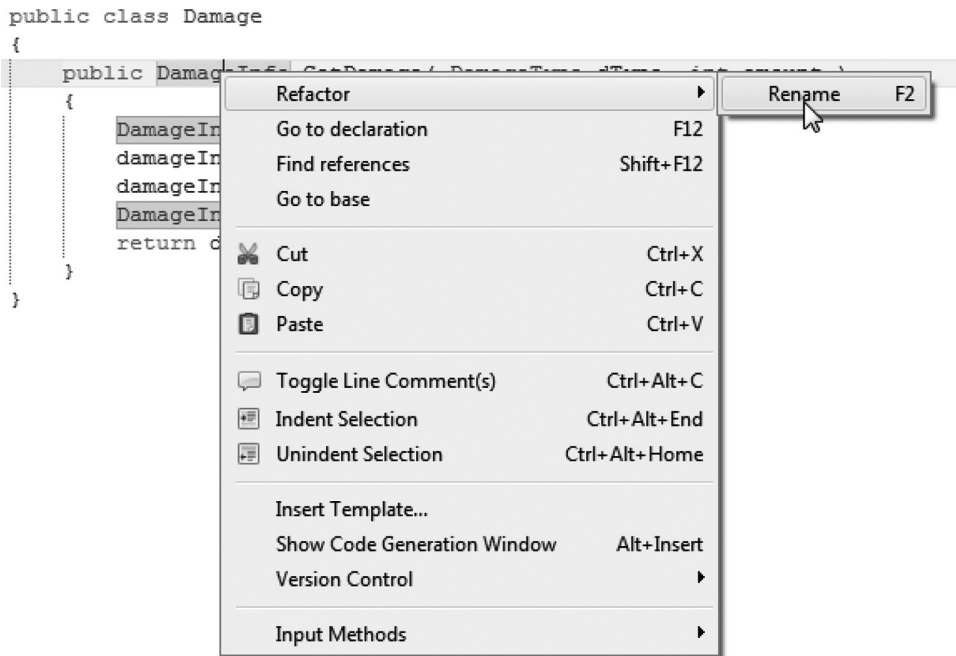 public class Damage
{
public DamageInfo GetDamage( DamageType dType, int amount )
{
DamageIn
damageIn
damageIn
DamageIn
return d
}
}
Refactor
Rename F2
Go to declaration F12
Find references Shift+F12
Go to base
Cut Ctrl+X
Copy Ctrl+C
Paste Ctrl+V
Toggle Line Comment(s) Ctrl+Alt+C
Indent Selection Ctrl+Alt+End
Unindent Selection Ctrl+Alt+Home
Insert Template...
Show Code Generation Window Alt+Insert
Version Control
Input Methods